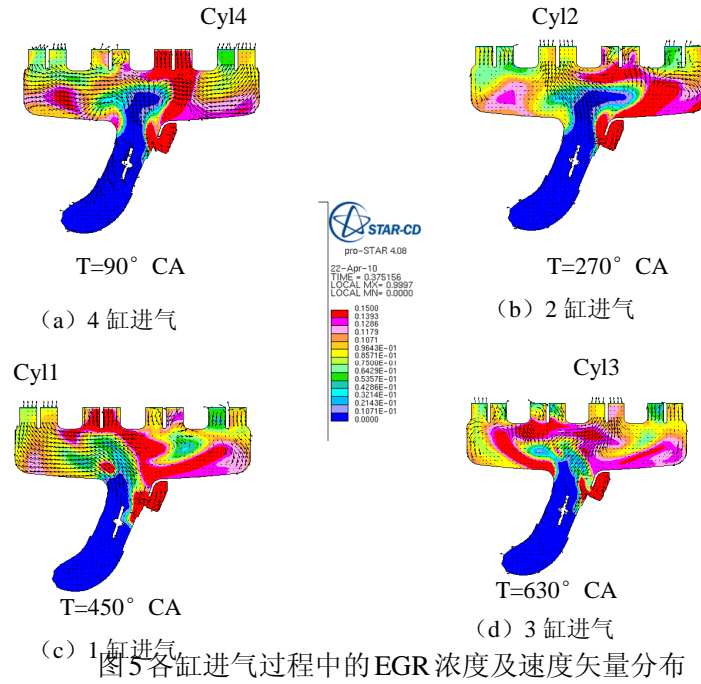 Cyl4
Cyl2
T=90° CA
T=270° CA
（a）4 缸进气
（b）2 缸进气
STAR-CD
pro-STAR 4.08
22-Apr-10
TIME = 0.375156
LOCAL MX= 0.9997
LOCAL MN= 0.0000
0.1500
0.1393
0.1286
0.1179
0.1071
0.9643E-01
0.8571E-01
0.7500E-01
0.6429E-01
0.5357E-01
0.4286E-01
0.3214E-01
0.2143E-01
0.1071E-01
0.0000
Cyl1
Cyl3
T=450° CA
T=630° CA
（c）1 缸进气
（d）3 缸进气
图5 各缸进气过程中的EGR 浓度及速度矢量分布